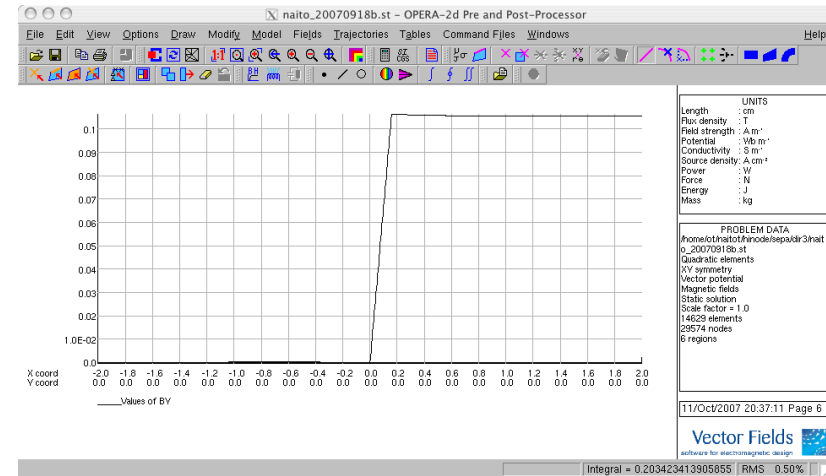 naito_20070918b.st - OPERA-2d Pre and Post-Processor
File Edit View Options Draw Modify Model Fields Trajectories Tables Command Files Windows Help
0.1
0.09
0.08
0.07
0.06
0.05
0.04
0.03
0.02
1.0E-02
0.0
X coord -2.0 -1.8 -1.6 -1.4 -1.2 -1.0 -0.8 -0.6 -0.4 -0.2 0.0 0.2 0.4 0.6 0.8 1.0 1.2 1.4 1.6 1.8 2.0
Y coord 0.0 0.0 0.0 0.0 0.0 0.0 0.0 0.0 0.0 0.0 0.0 0.0 0.0 0.0 0.0 0.0 0.0 0.0 0.0 0.0 0.0
Values of BY
UNITS
Length : cm
Flux density : T
Field strength : A m⁻¹
Potential : Wb m⁻¹
Conductivity : S m⁻¹
Source density: A cm⁻²
Power : W
Force : N
Energy : J
Mass : kg
PROBLEM DATA
/home/ot/naitot/hinode/sepa/dir3/nait
o_20070918b.st
Quadratic elements
XY symmetry
Vector potential
Magnetic fields
Static solution
Scale factor = 1.0
14629 elements
29574 nodes
6 regions
11/Oct/2007 20:37:11 Page 6
Vector Fields
software for electromagnetic design
Integral = 0.203423413905855 RMS 0.50%